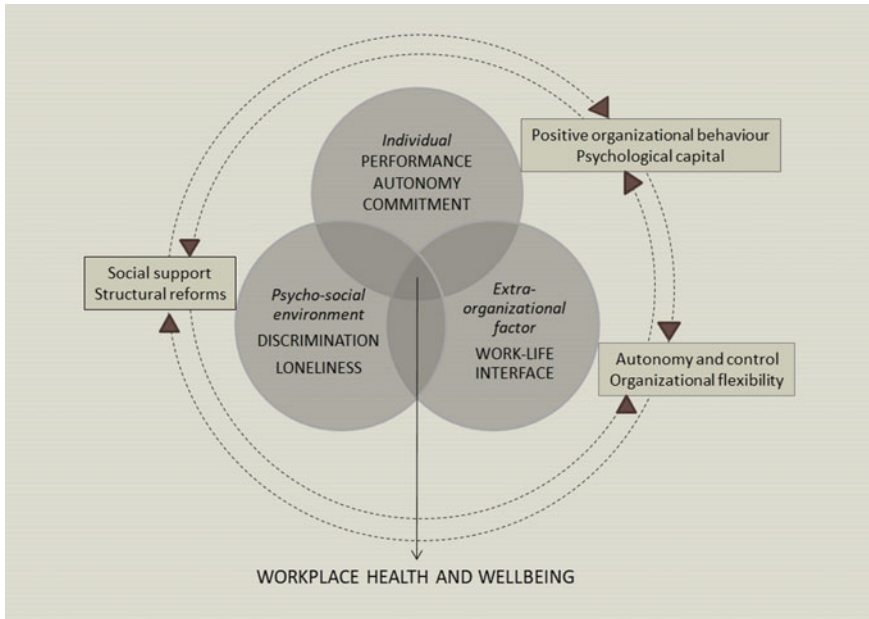 Individual
PERFORMANCE
AUTONOMY
COMMITMENT
Positive organizational behaviour
Psychological capital
Social support
Structural reforms
Psycho-social
environment
DISCRIMINATION
LONELINESS
Extra-
organizational
factor
WORK-LIFE
INTERFACE
Autonomy and control
Organizational flexibility
WORKPLACE HEALTH AND WELLBEING